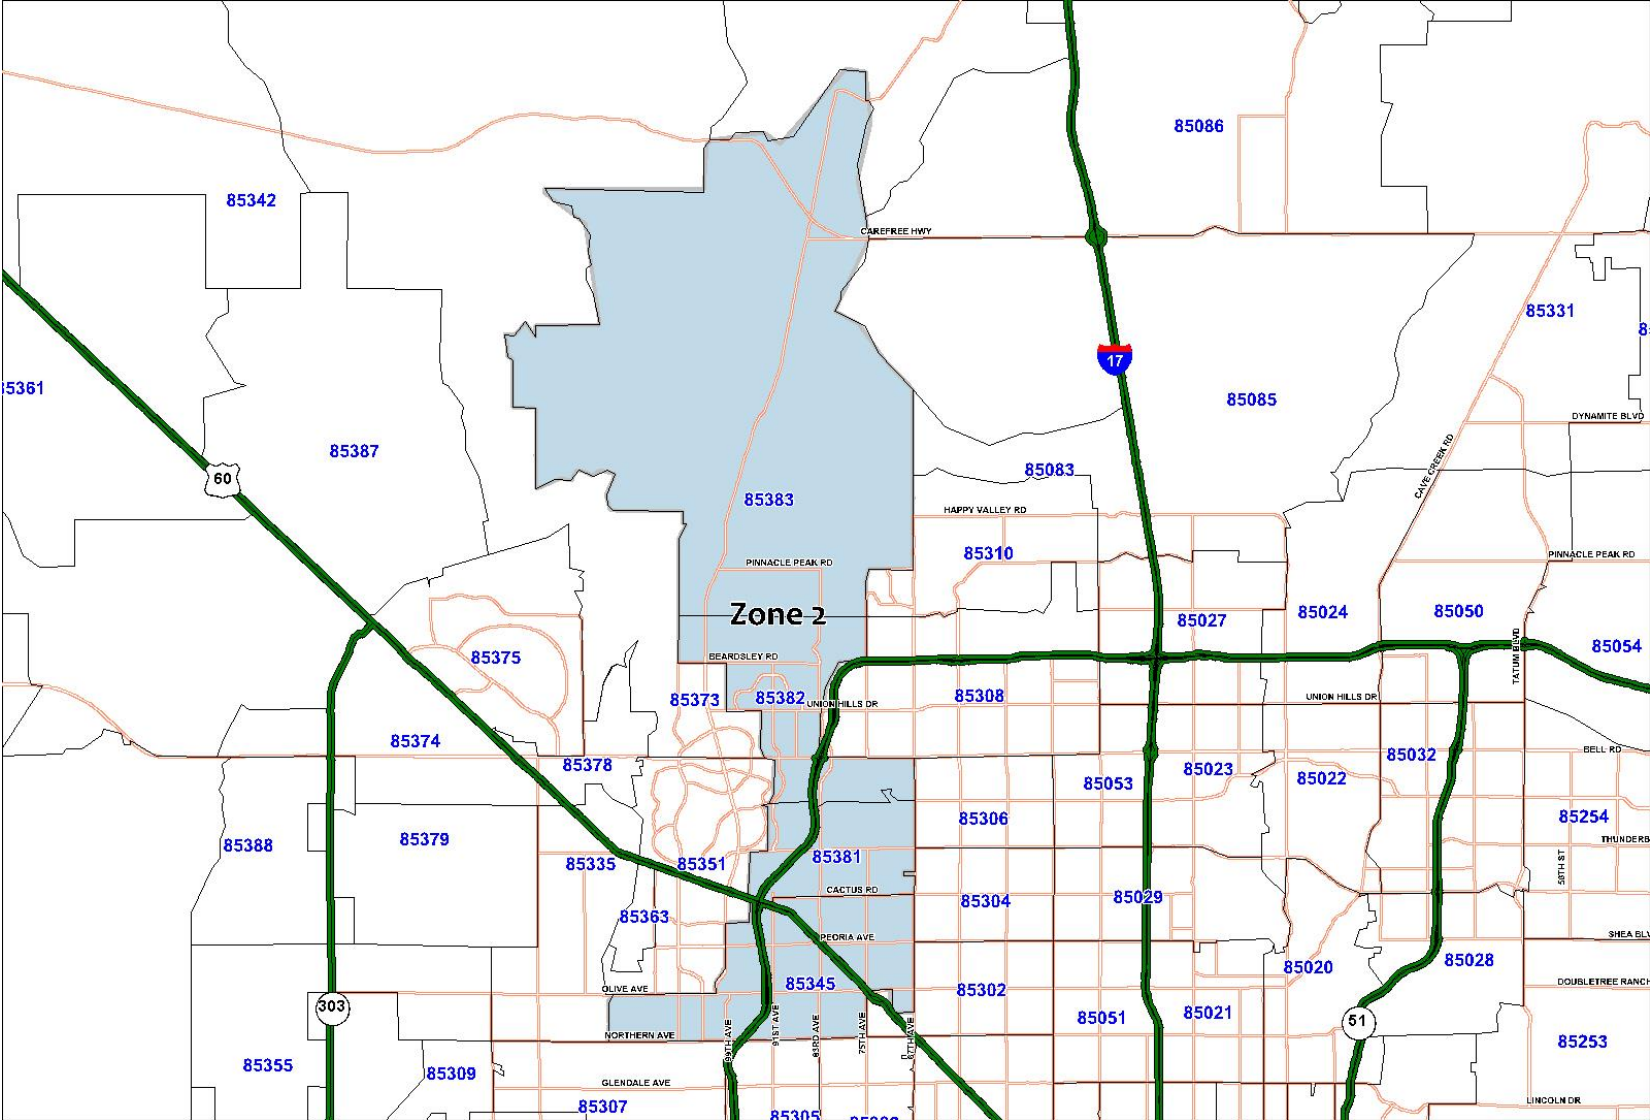 85086
85342
CAREFREE HWY
85331
17
85361
85085
DYNAMITE BLVD
85387
CAVE CREEK RD
85083
60
85383
HAPPY VALLEY RD
85310
PINNACLE PEAK RD
PINNACLE PEAK RD
Zone 2
85027
85024
85050
TATUM BLVD
85054
85375
BEARDSLEY RD
85373
85382
UNION HILLS DR
85308
UNION HILLS DR
85374
85378
BELL RD
85032
85053
85023
85022
85306
85254
85388
85379
85335
85351
85381
THUNDERB
56TH ST
CACTUS RD
85304
85029
85363
PEORIA AVE
SHEA BLV
85020
85028
85345
OLIVE AVE
85302
DOUBLETREE RANCH
303
99TH AVE
91ST AVE
83RD AVE
75TH AVE
67TH AVE
85051
85021
51
NORTHERN AVE
85253
85355
85309
GLENDALE AVE
85307
LINCOLN DR
85305